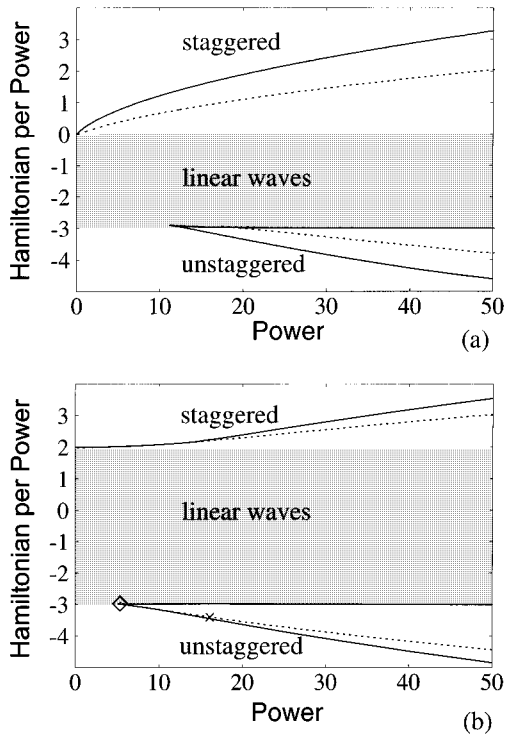 Hamiltonian per Power
3
2
1
0
-1
-2
-3
-4
staggered
linear waves
unstaggered
0 10 20 30 40 50
Power
(a)
Hamiltonian per Power
3
2
1
0
-1
-2
-3
-4
staggered
linear waves
unstaggered
0 10 20 30 40 50
Power
(b)